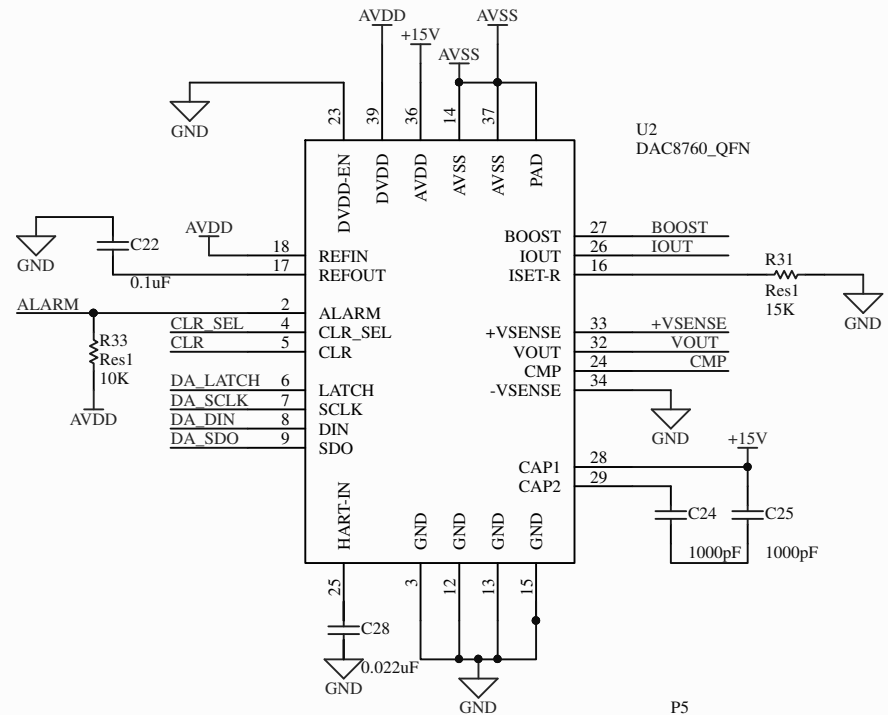 AVDD
AVSS
+15V
AVSS
GND
23
39
36
14
37
U2
DAC8760_QFN
DVDD-EN
DVDD
AVDD
AVSS
AVSS
PAD
AVDD
C22
GND
0.1uF
18
REFIN
17
REFOUT
BOOST
27
BOOST
IOUT
26
IOUT
ISET-R
16
R31
Res1
15K
GND
ALARM
2
ALARM
CLR_SEL
4
CLR_SEL
CLR
5
CLR
R33
Res1
10K
AVDD
+VSENSE
33
+VSENSE
VOUT
32
VOUT
CMP
24
CMP
-VSENSE
34
GND
DA_LATCH
6
LATCH
DA_SCLK
7
SCLK
DA_DIN
8
DIN
DA_SDO
9
SDO
+15V
CAP1
28
CAP2
29
C24
C25
1000pF
1000pF
HART-IN
GND
GND
GND
GND
25
3
12
13
15
C28
0.022uF
GND
GND
P5